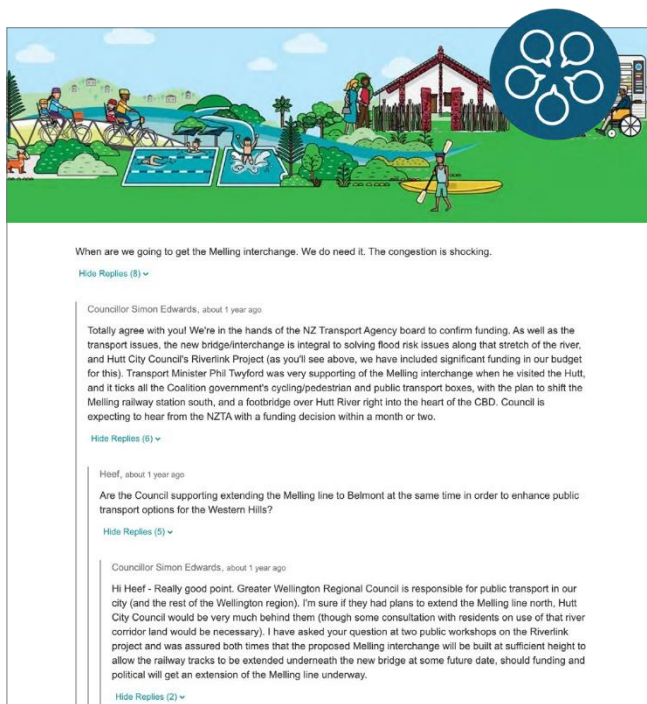 When are we going to get the Melling interchange. We do need it. The congestion is shocking.
Hide Replies (8)
Councillor Simon Edwards, about 1 year ago
Totally agree with you! We're in the hands of the NZ Transport Agency board to confirm funding. As well as the
transport issues, the new bridge/interchange is integral to solving flood risk issues along that stretch of the river,
and Hutt City Council's Riverlink Project (as you'll see above, we have included significant funding in our budget
for this). Transport Minister Phil Twyford was very supporting of the Melling interchange when he visited the Hutt,
and it ticks all the Coalition government's cycling/pedestrian and public transport boxes, with the plan to shift the
Melling railway station south, and a footbridge over Hutt River right into the heart of the CBD. Council is
expecting to hear from the NZTA with a funding decision within a month or two.
Hide Replies (6)
Heef, about 1 year ago
Are the Council supporting extending the Melling line to Belmont at the same time in order to enhance public
transport options for the Western Hills?
Hide Replies (5)
Councillor Simon Edwards, about 1 year ago
Hi Heef - Really good point. Greater Wellington Regional Council is responsible for public transport in our
city (and the rest of the Wellington region). I'm sure if they had plans to extend the Melling line north, Hutt
City Council would be very much behind them (though some consultation with residents on use of that river
corridor land would be necessary). I have asked your question at two public workshops on the Riverlink
project and was assured both times that the proposed Melling interchange will be built at sufficient height to
allow the railway tracks to be extended underneath the new bridge at some future date, should funding and
political will get an extension of the Melling line underway.
Hide Replies (2)